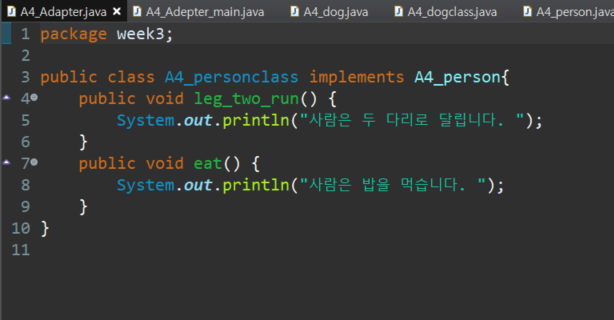 A4_Adapter.java A4_Adepter_main.java A4_dog.java A4_dogclass.java A4_person.java
1 package week3;
2
3 public class A4_personclass implements A4_person{
4 public void leg_two_run() {
5 System.out.println("사람은 두 다리로 달립니다. ");
6 }
7 public void eat() {
8 System.out.println("사람은 밥을 먹습니다. ");
9 }
10 }
11